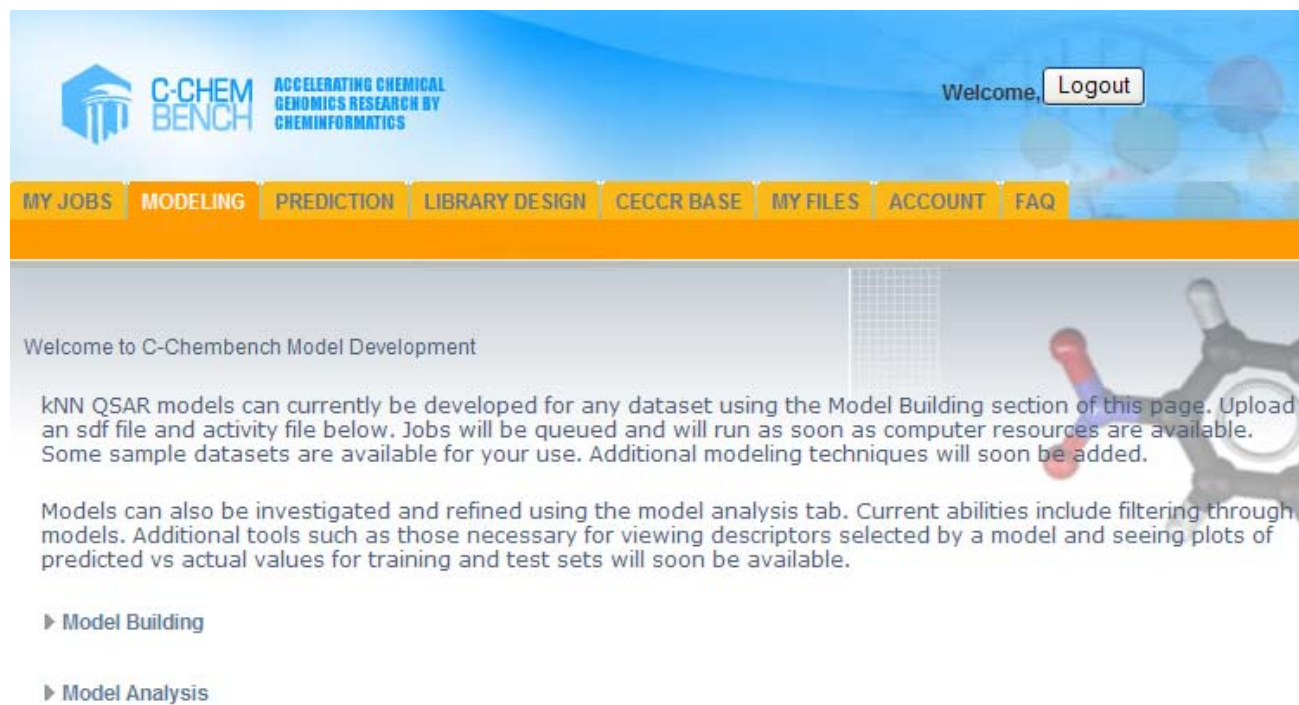 C-CHEM BENCH
ACCELERATING CHEMICAL
GENOMICS RESEARCH BY
CHEMINFORMATICS
Welcome, Logout
MY JOBS MODELING PREDICTION LIBRARY DESIGN CECCR BASE MY FILES ACCOUNT FAQ
Welcome to C-Chembench Model Development
kNN QSAR models can currently be developed for any dataset using the Model Building section of this page. Upload
an sdf file and activity file below. Jobs will be queued and will run as soon as computer resources are available.
Some sample datasets are available for your use. Additional modeling techniques will soon be added.
Models can also be investigated and refined using the model analysis tab. Current abilities include filtering through
models. Additional tools such as those necessary for viewing descriptors selected by a model and seeing plots of
predicted vs actual values for training and test sets will soon be available.
Model Building
Model Analysis